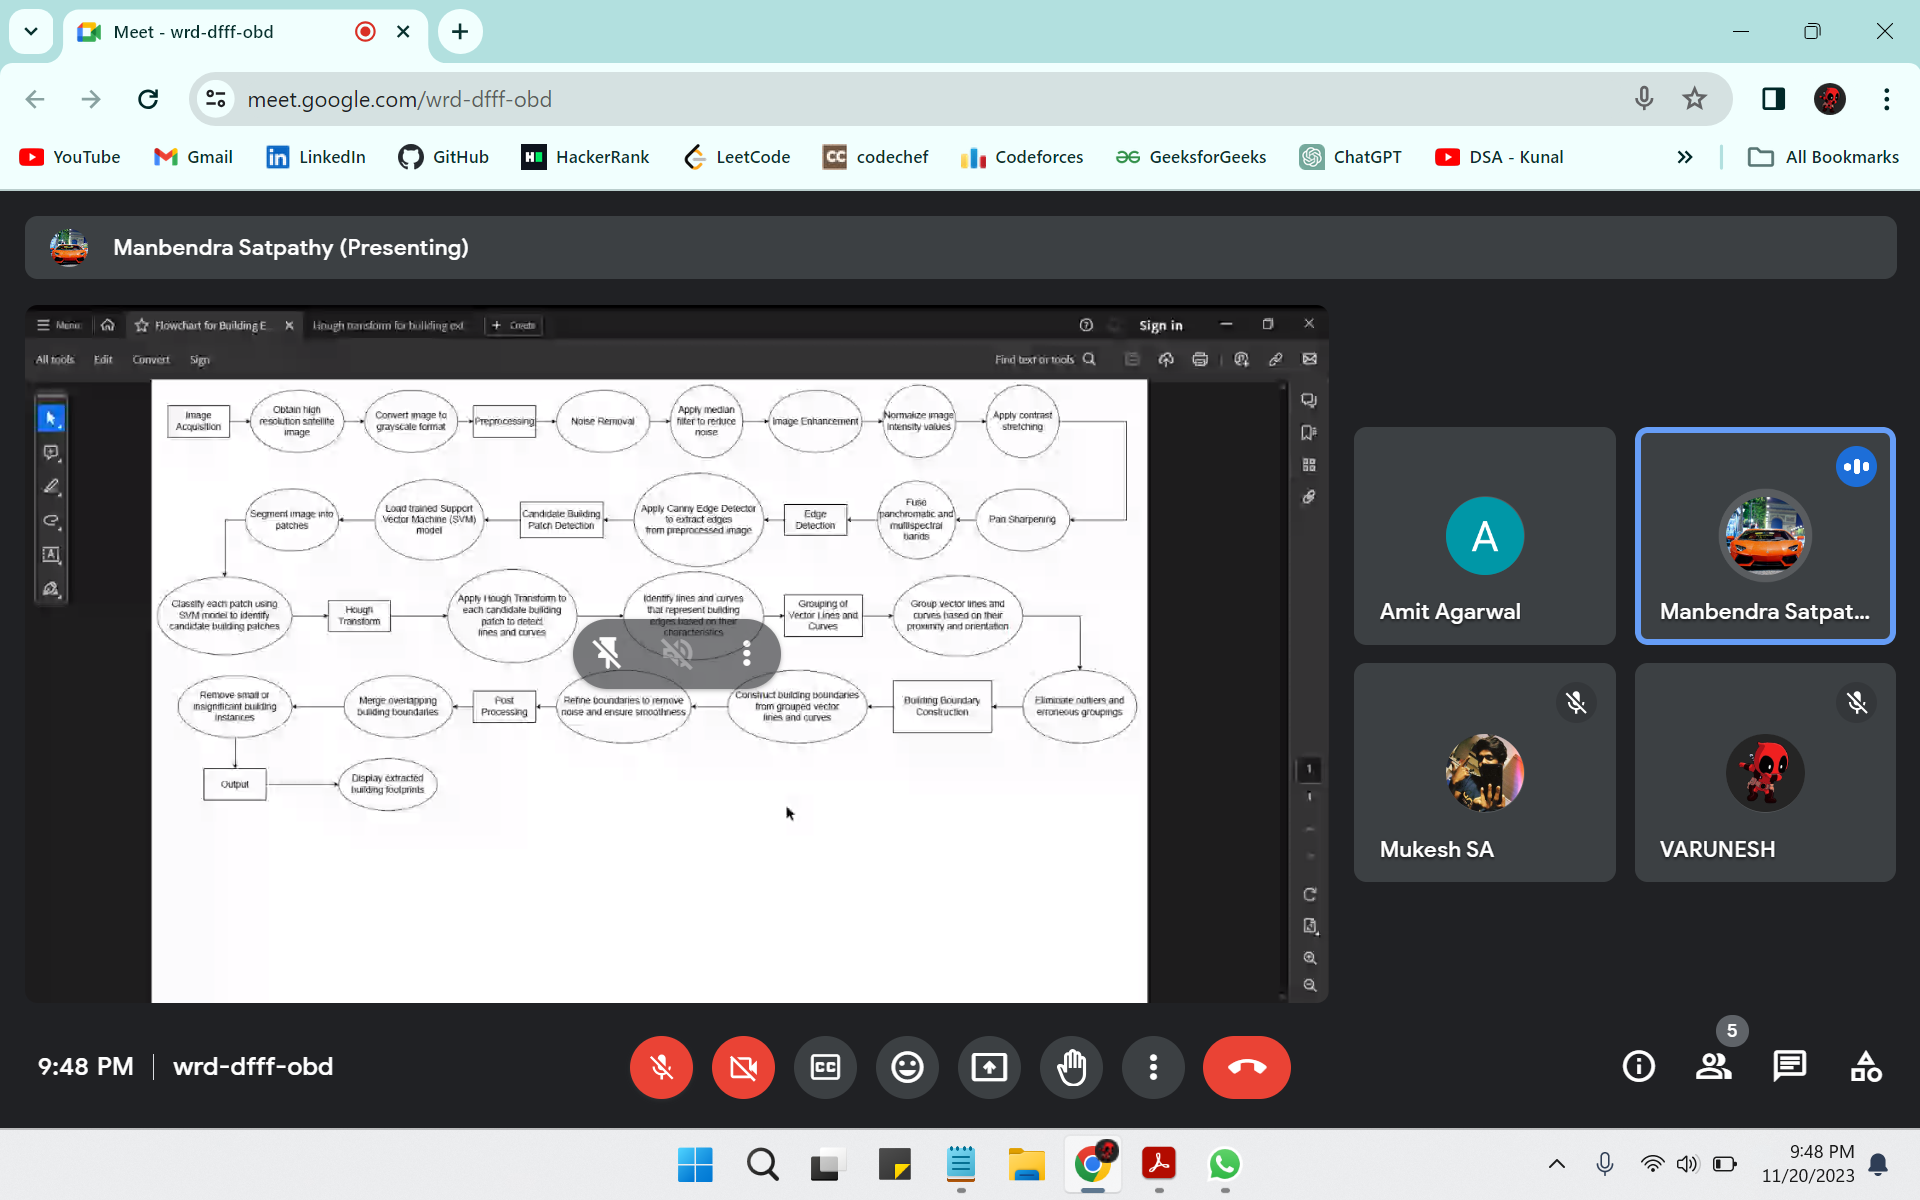 Meet - wrd-dfff-obd
meet.google.com/wrd-dfff-obd
YouTube
Gmail
LinkedIn
GitHub
HackerRank
LeetCode
codechef
Codeforces
GeeksforGeeks
ChatGPT
DSA - Kunal
All Bookmarks
Manbendra Satpathy (Presenting)
Menu
Flowchart for Building E...
Hough transform for building ext
Create
Sign in
All tools
Edit
Convert
Sign
Find text or tools
Image
Acquisition
Obtain high
resolution satellite
image
Convert image to
grayscale format
Preprocessing
Noise Removal
Apply median
filter to reduce
noise
Image Enhancement
Normalize image
intensity values
Apply contrast
stretching
Segment image into
patches
Load trained Support
Vector Machine (SVM)
model
Candidate Building
Patch Detection
Apply Canny Edge Detector
to extract edges
from preprocessed image
Edge
Detection
Fuse
panchromatic and
multispectral
bands
Pan Sharpening
Classify each patch using
SVM model to identify
candidate building patches
Hough
Transform
Apply Hough Transform to
each candidate building
patch to detect
lines and curves
Identify lines and curves
that represent building
edges based on their
characteristics
Grouping of
Vector Lines and
Curves
Group vector lines and
curves based on their
proximity and orientation
Remove small or
insignificant building
instances
Merge overlapping
building boundaries
Post
Processing
Refine boundaries to remove
noise and ensure smoothness
Construct building boundaries
from grouped vector
lines and curves
Building Boundary
Construction
Eliminate outliers and
erroneous groupings
Output
Display extracted
building footprints
1
1
A
Amit Agarwal
Manbendra Satpat...
Mukesh SA
VARUNESH
9:48 PM
wrd-dfff-obd
5
9:48 PM
11/20/2023